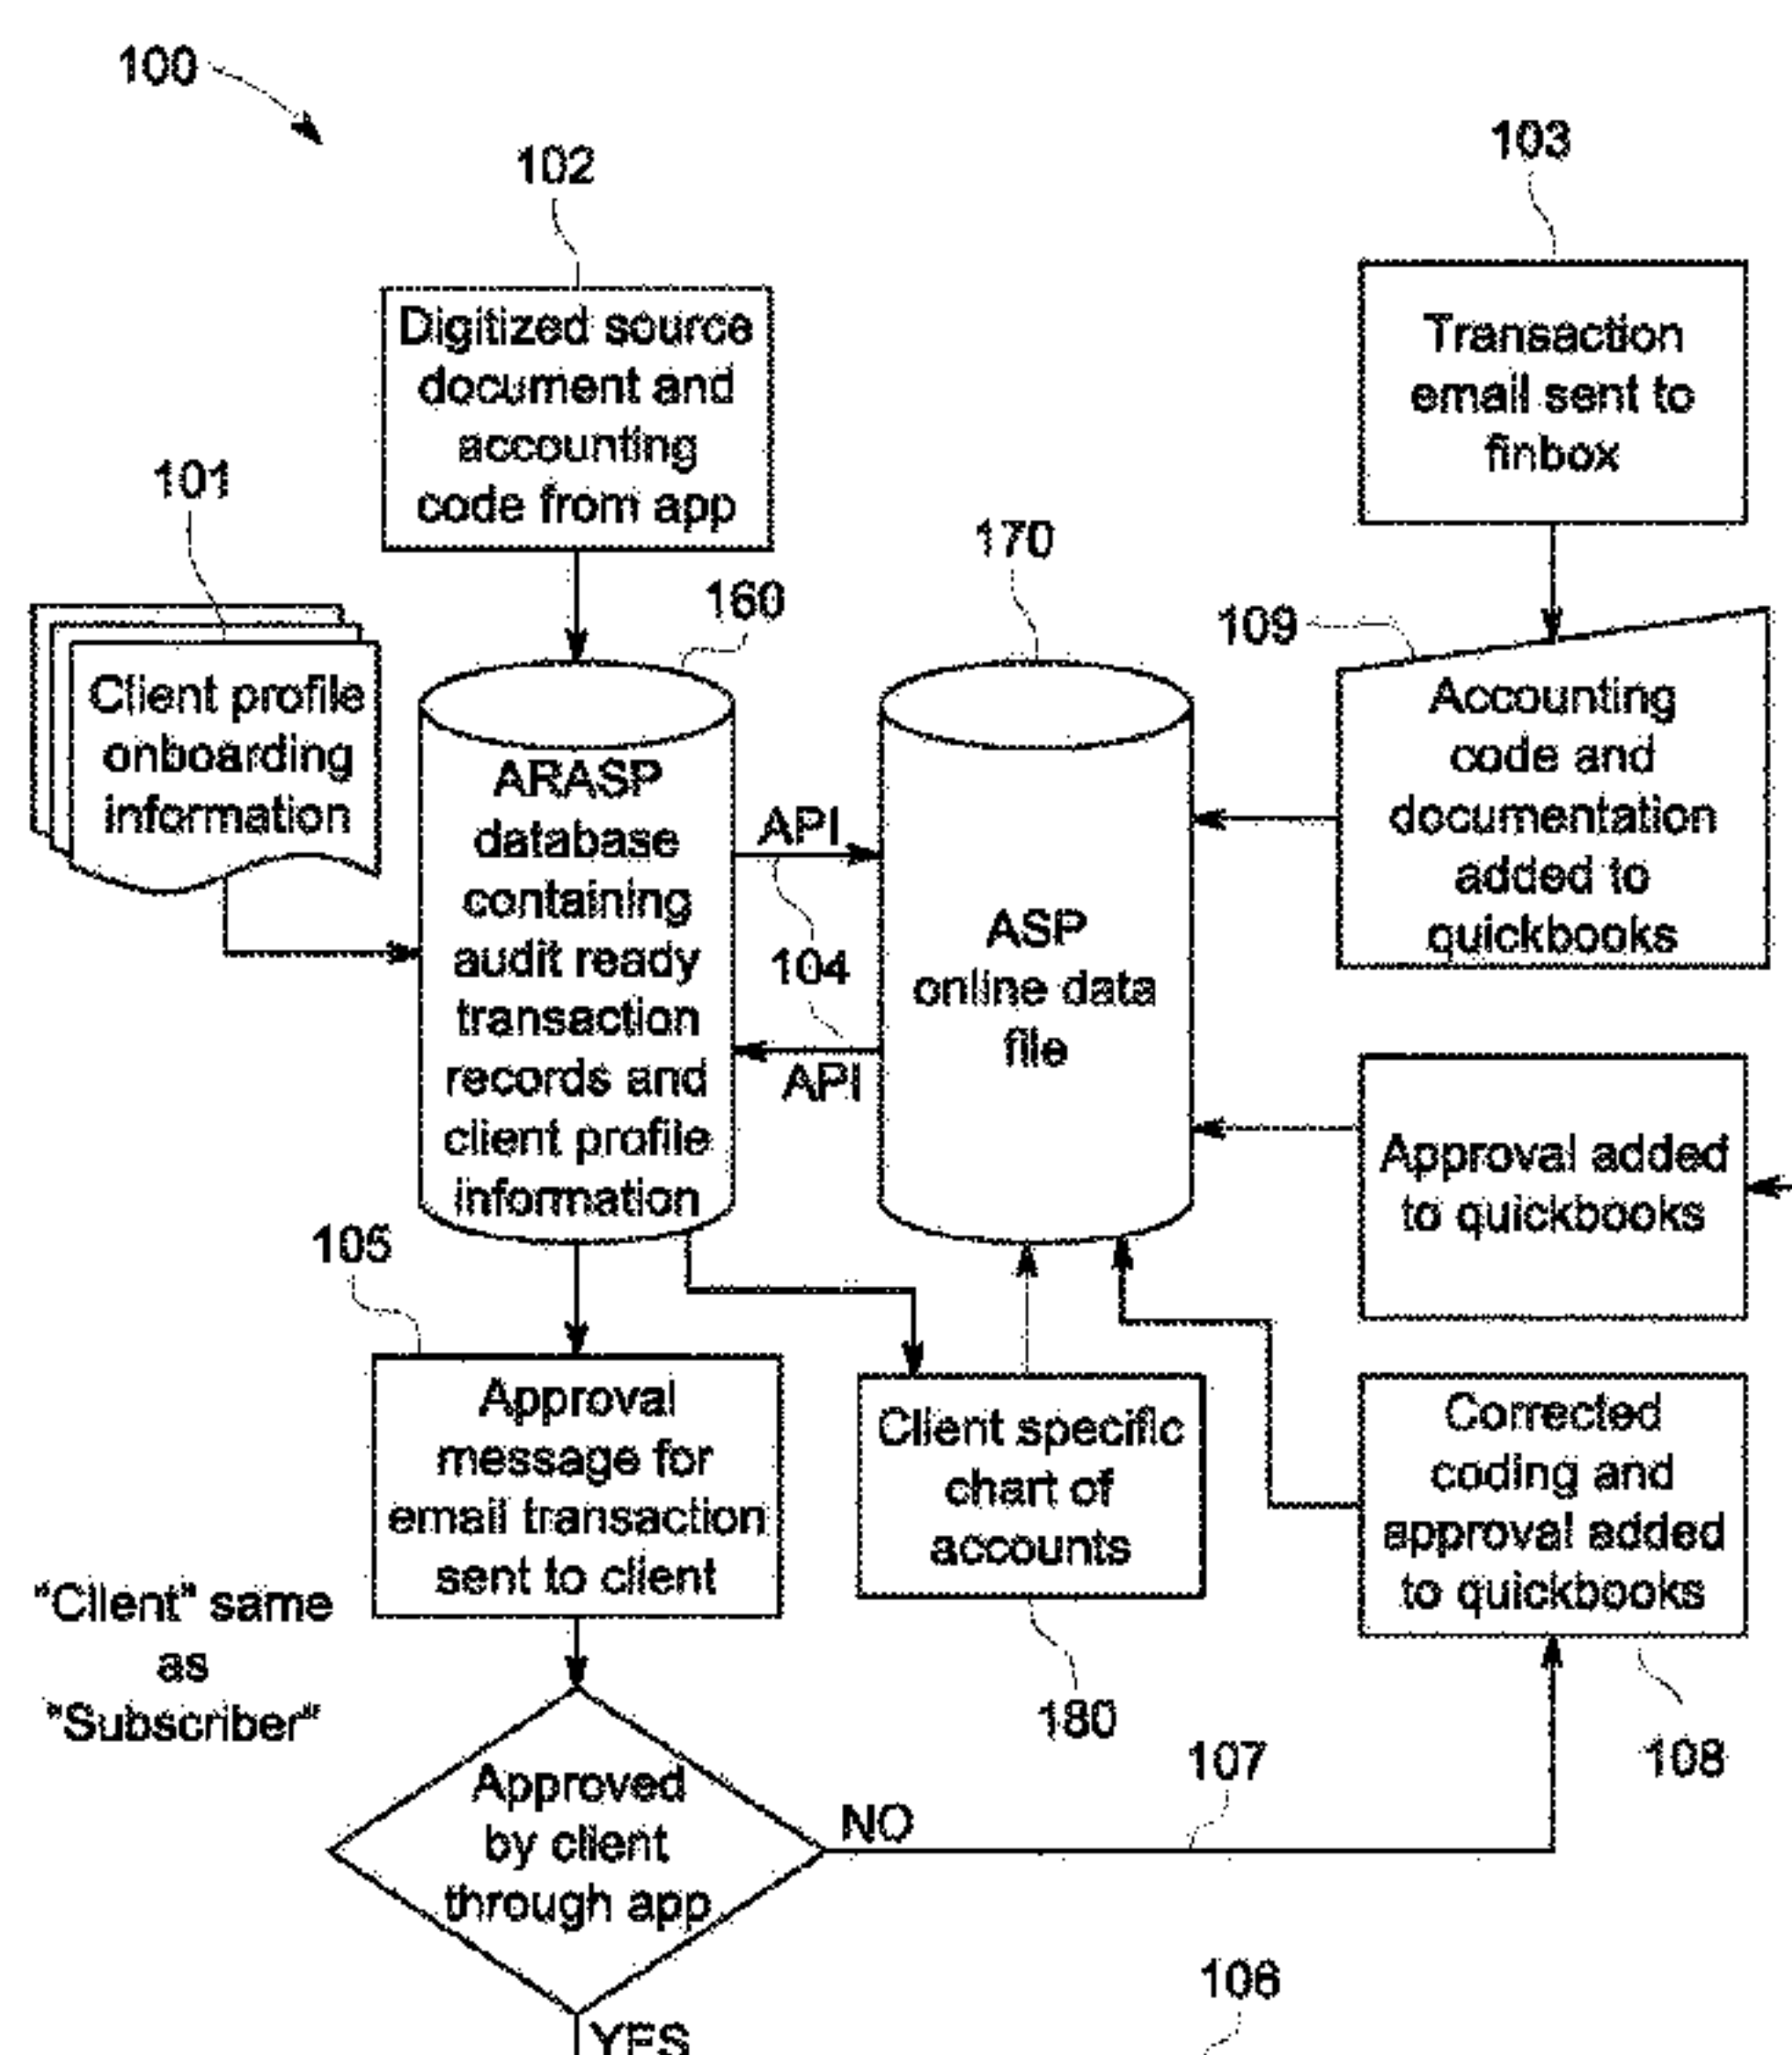 100
102
Digitized source
document and
accounting
code from app
103
Transaction
email sent to
finbox
101
Client profile
onboarding
information
160
ARASP
database
containing
audit ready
transaction
records and
client profile
information
API
104
API
170
ASP
online data
file
109
Accounting
code and
documentation
added to
quickbooks
Approval added
to quickbooks
105
Approval
message for
email transaction
sent to client
Client specific
chart of
accounts
180
Corrected
coding and
approval added
to quickbooks
108
"Client" same
as
"Subscriber"
Approved
by client
through app
NO
107
106
YES